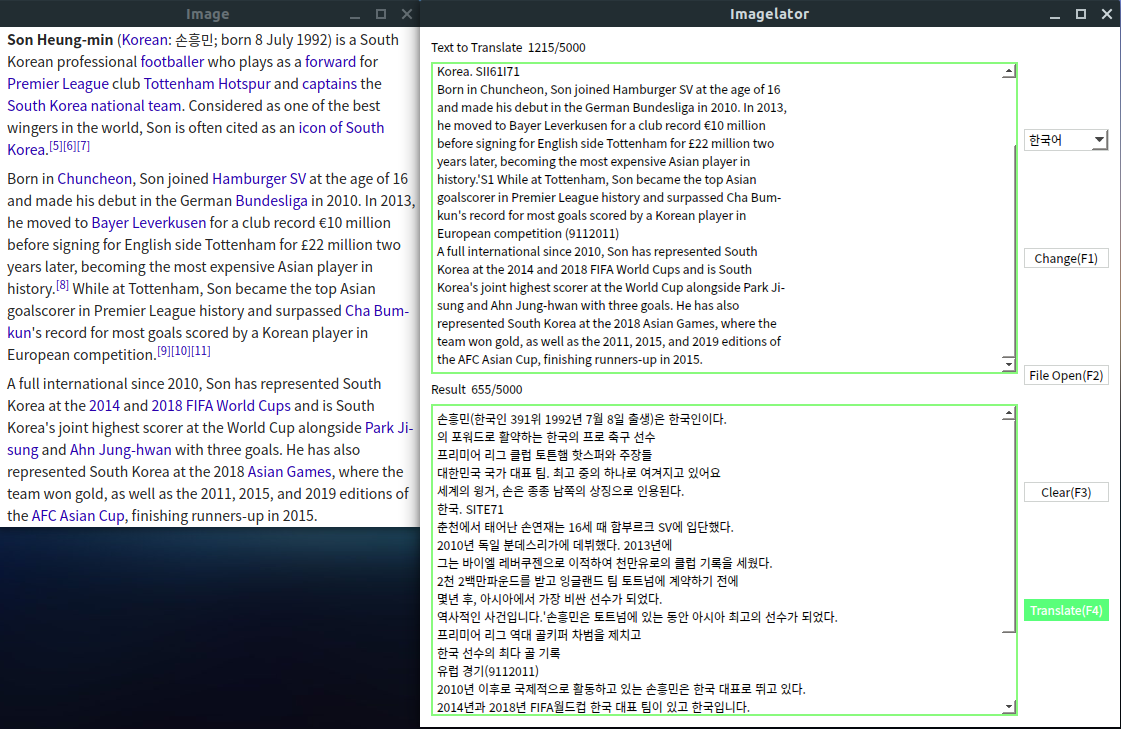 Image
Son Heung-min (Korean: 손흥민; born 8 July 1992) is a South
Korean professional footballer who plays as a forward for
Premier League club Tottenham Hotspur and captains the
South Korea national team. Considered as one of the best
wingers in the world, Son is often cited as an icon of South
Korea.[5][6][7]
Born in Chuncheon, Son joined Hamburger SV at the age of 16
and made his debut in the German Bundesliga in 2010. In 2013,
he moved to Bayer Leverkusen for a club record €10 million
before signing for English side Tottenham for £22 million two
years later, becoming the most expensive Asian player in
history.[8] While at Tottenham, Son became the top Asian
goalscorer in Premier League history and surpassed Cha Bum-
kun's record for most goals scored by a Korean player in
European competition.[9][10][11]
A full international since 2010, Son has represented South
Korea at the 2014 and 2018 FIFA World Cups and is South
Korea's joint highest scorer at the World Cup alongside Park Ji-
sung and Ahn Jung-hwan with three goals. He has also
represented South Korea at the 2018 Asian Games, where the
team won gold, as well as the 2011, 2015, and 2019 editions of
the AFC Asian Cup, finishing runners-up in 2015.
Imagelator
Text to Translate 1215/5000
Korea. SII61I71
Born in Chuncheon, Son joined Hamburger SV at the age of 16
and made his debut in the German Bundesliga in 2010. In 2013,
he moved to Bayer Leverkusen for a club record €10 million
before signing for English side Tottenham for £22 million two
years later, becoming the most expensive Asian player in
history.'S1 While at Tottenham, Son became the top Asian
goalscorer in Premier League history and surpassed Cha Bum-
kun's record for most goals scored by a Korean player in
European competition (9112011)
A full international since 2010, Son has represented South
Korea at the 2014 and 2018 FIFA World Cups and is South
Korea's joint highest scorer at the World Cup alongside Park Ji-
sung and Ahn Jung-hwan with three goals. He has also
represented South Korea at the 2018 Asian Games, where the
team won gold, as well as the 2011, 2015, and 2019 editions of
the AFC Asian Cup, finishing runners-up in 2015.
Result 655/5000
손흥민(한국인 391위 1992년 7월 8일 출생)은 한국인이다.
의 포워드로 활약하는 한국의 프로 축구 선수
프리미어 리그 클럽 토튼햄 핫스퍼와 주장들
대한민국 국가 대표 팀. 최고 중의 하나로 여겨지고 있어요
세계의 윙거, 손은 종종 남쪽의 상징으로 인용된다.
한국. SITE71
춘천에서 태어난 손연재는 16세 때 함부르크 SV에 입단했다.
2010년 독일 분데스리가에 데뷔했다. 2013년에
그는 바이엘 레버쿠젠으로 이적하여 천만유로의 클럽 기록을 세웠다.
2천 2백만파운드를 받고 잉글랜드 팀 토트넘에 계약하기 전에
몇년 후, 아시아에서 가장 비싼 선수가 되었다.
역사적인 사건입니다.'손흥민은 토트넘에 있는 동안 아시아 최고의 선수가 되었다.
프리미어 리그 역대 골키퍼 차범을 제치고
한국 선수의 최다 골 기록
유럽 경기(9112011)
2010년 이후로 국제적으로 활동하고 있는 손흥민은 한국 대표로 뛰고 있다.
2014년과 2018년 FIFA월드컵 한국 대표 팀이 있고 한국입니다.
한국어
Change(F1)
File Open(F2)
Clear(F3)
Translate(F4)